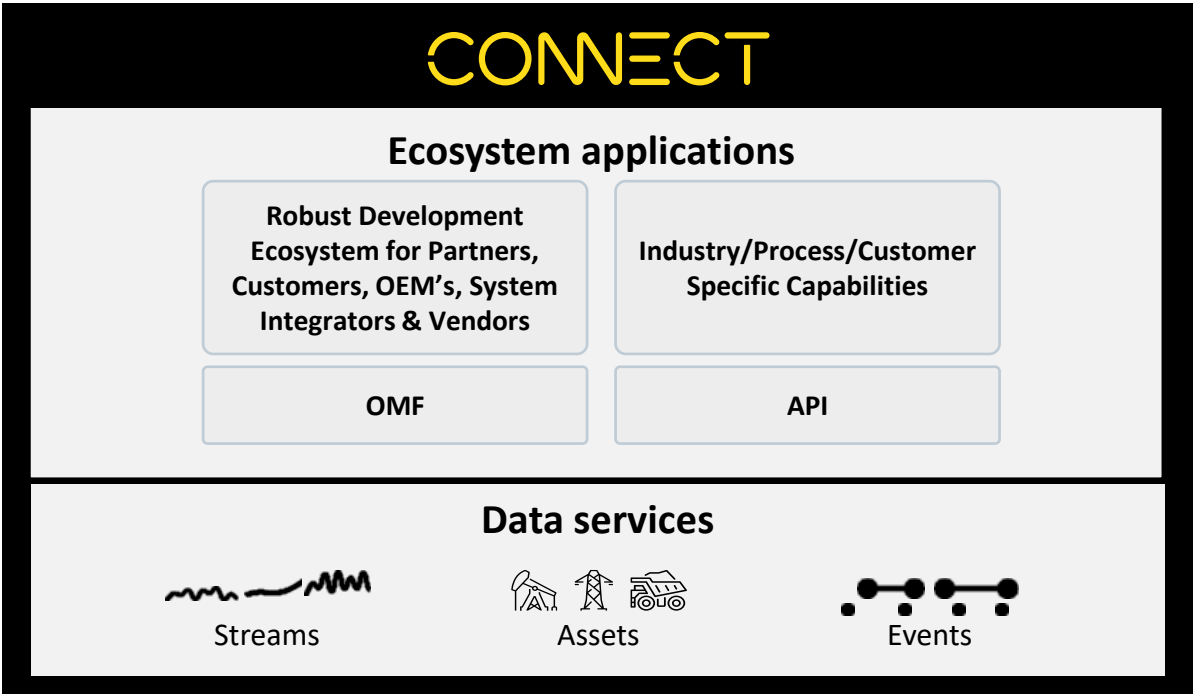 CONNECT
Ecosystem applications
Robust Development
Ecosystem for Partners,
Customers, OEM’s, System
Integrators & Vendors
Industry/Process/Customer
Specific Capabilities
OMF
API
Data services
Streams
Assets
Events